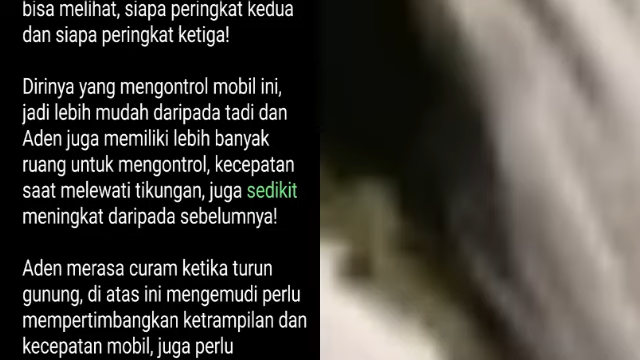 bisa melihat, siapa peringkat kedua
dan siapa peringkat ketiga!
Dirinya yang mengontrol mobil ini,
jadi lebih mudah daripada tadi dan
Aden juga memiliki lebih banyak
ruang untuk mengontrol, kecepatan
saat melewati tikungan, juga sedikit
meningkat daripada sebelumnya!
Aden merasa curam ketika turun
gunung, di atas ini mengemudi perlu
mempertimbangkan ketrampilan dan
kecepatan mobil, juga perlu